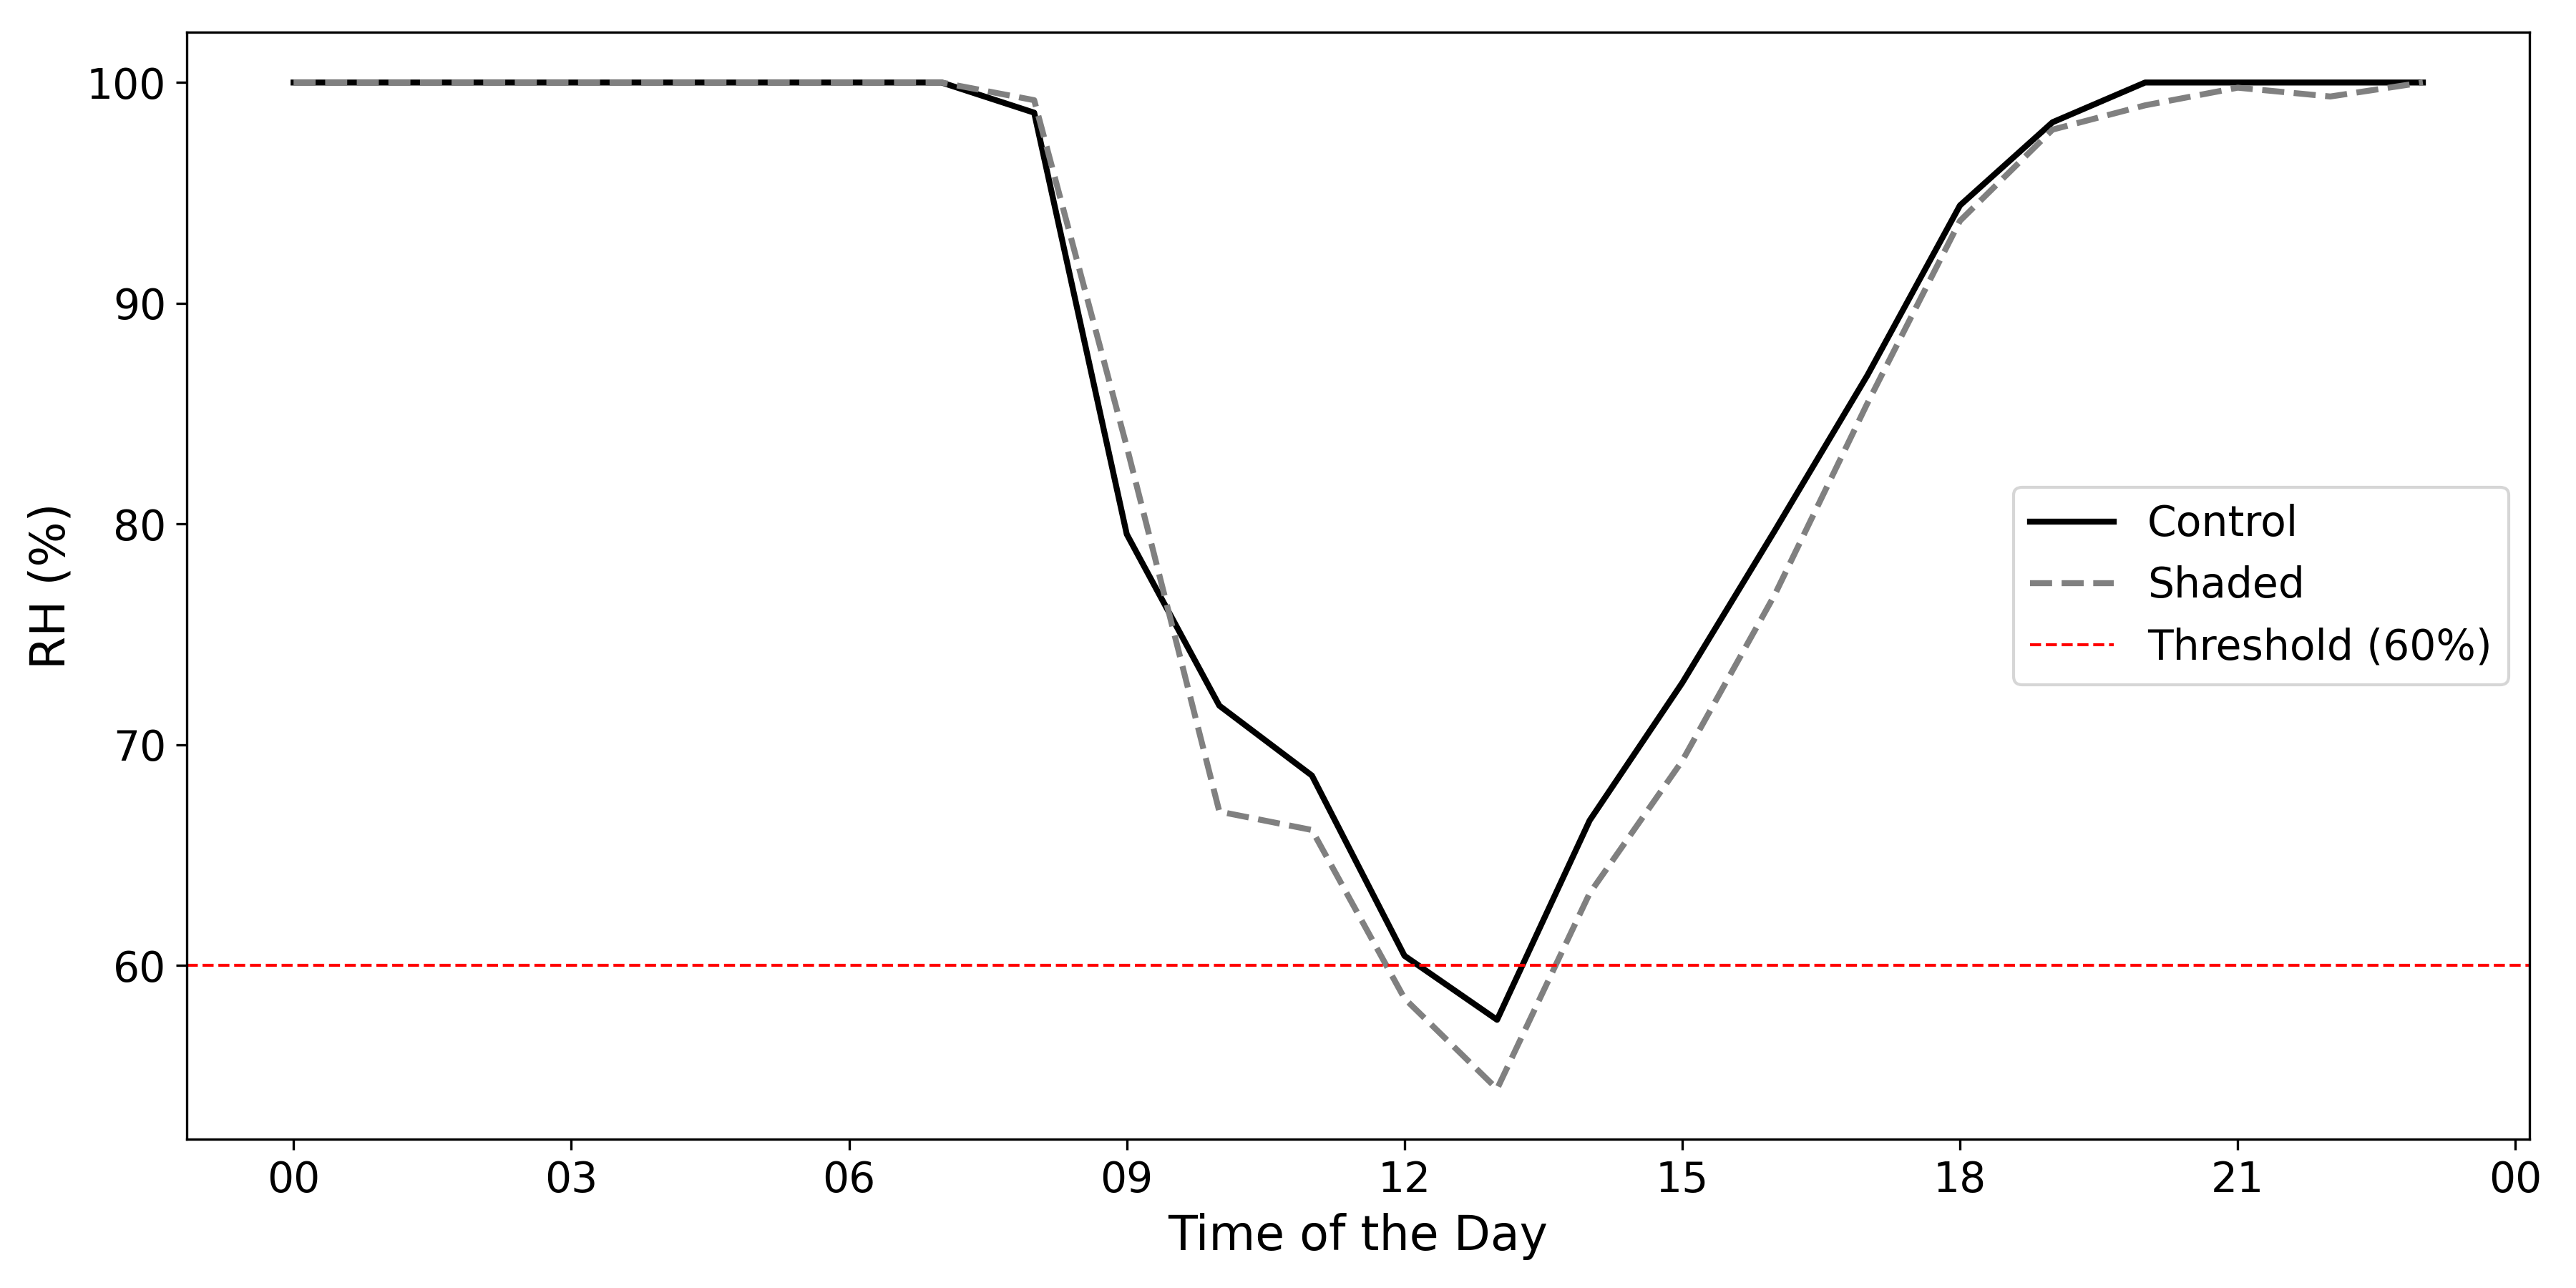 100
90
80
70
60
RH (%)
00 03 06 09 12 15 18 21 00
Time of the Day
Control
Shaded
Threshold (60%)